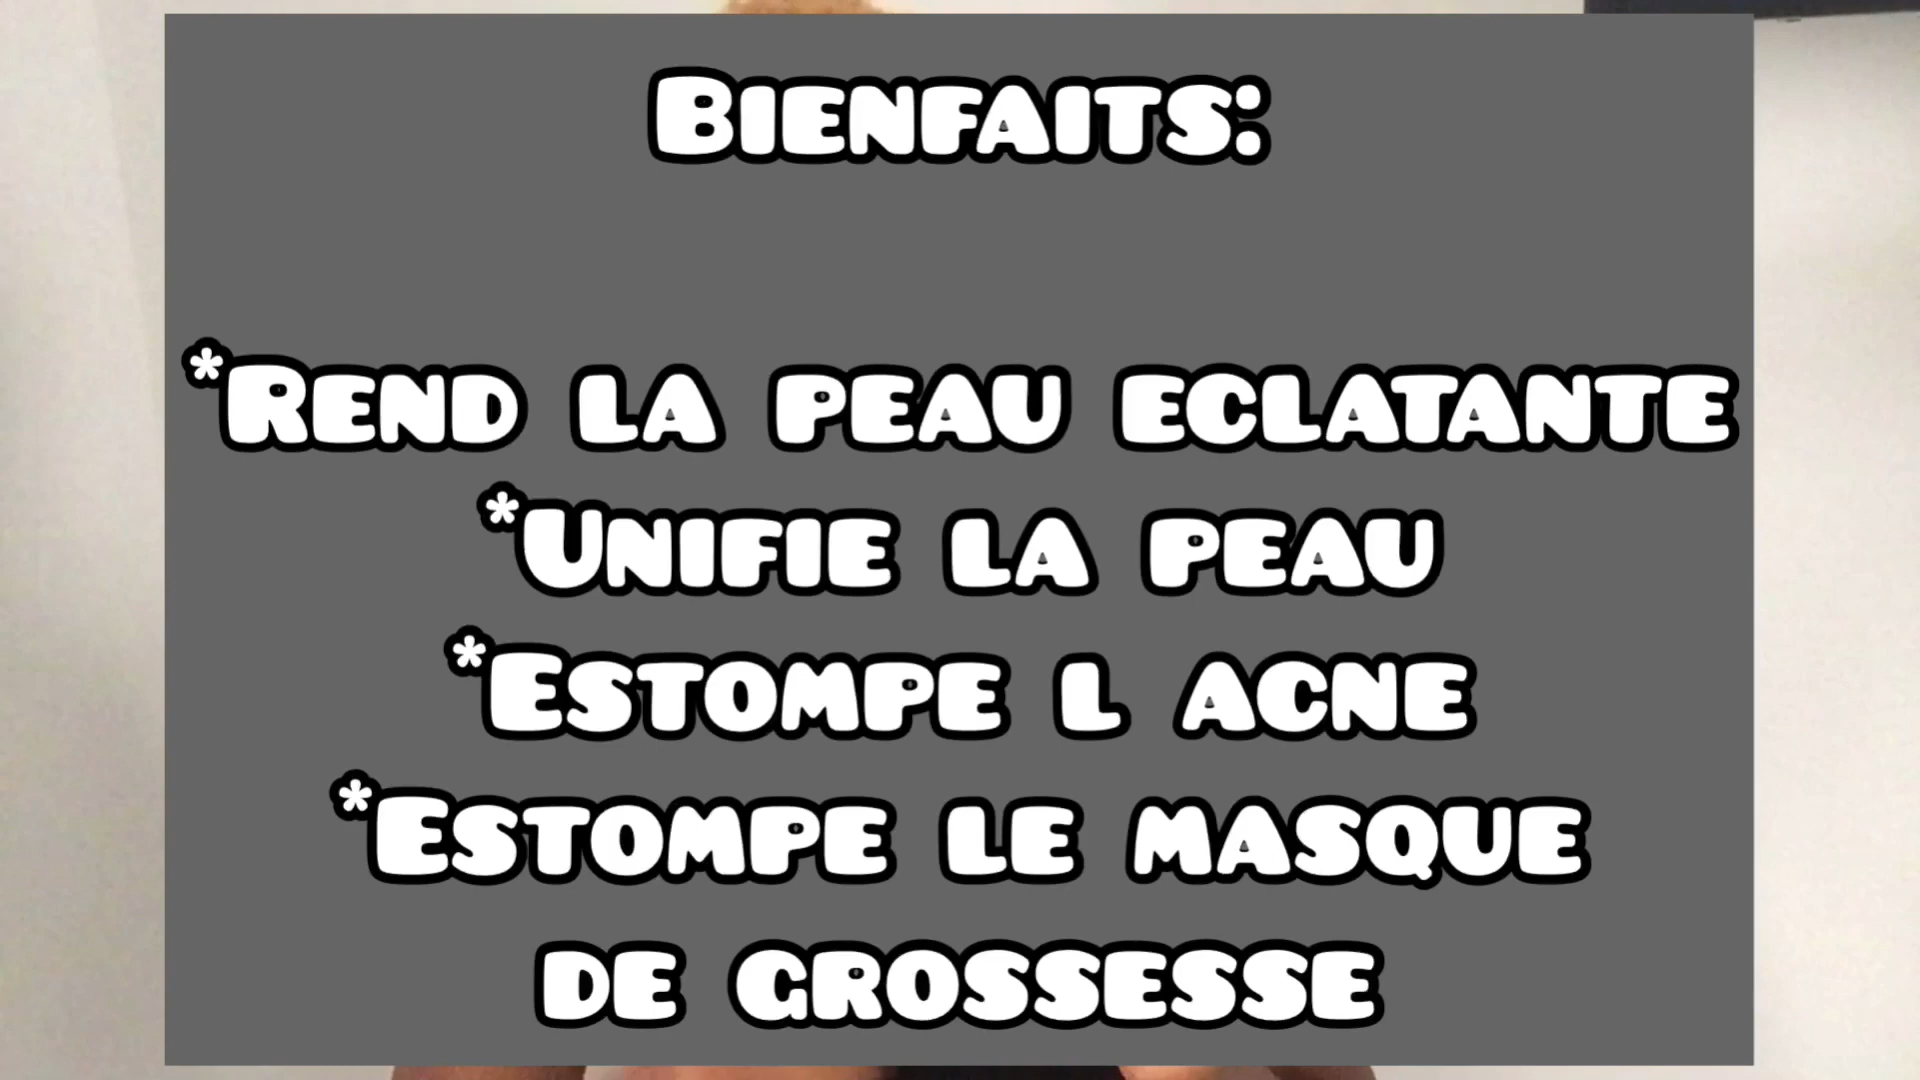 Bienfaits:
*Rend la peau eclatante
*Unifie la peau
*Estompe l acne
*Estompe le masque
de grossesse